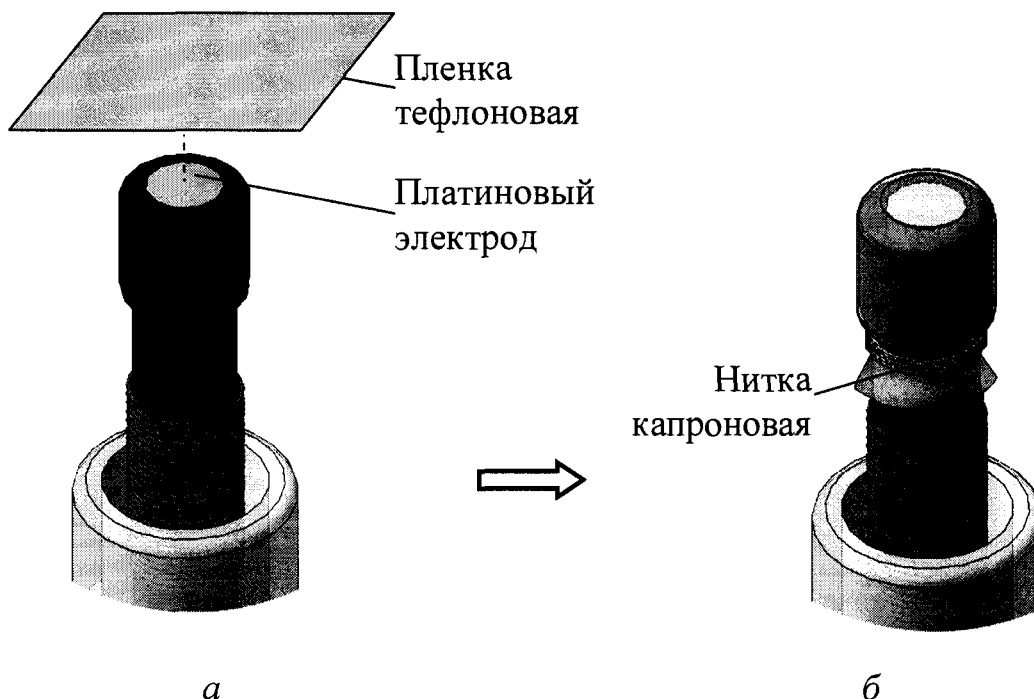 Пленка
тефлоновая
Платиновый
электрод
Нитка
капроновая
а
б